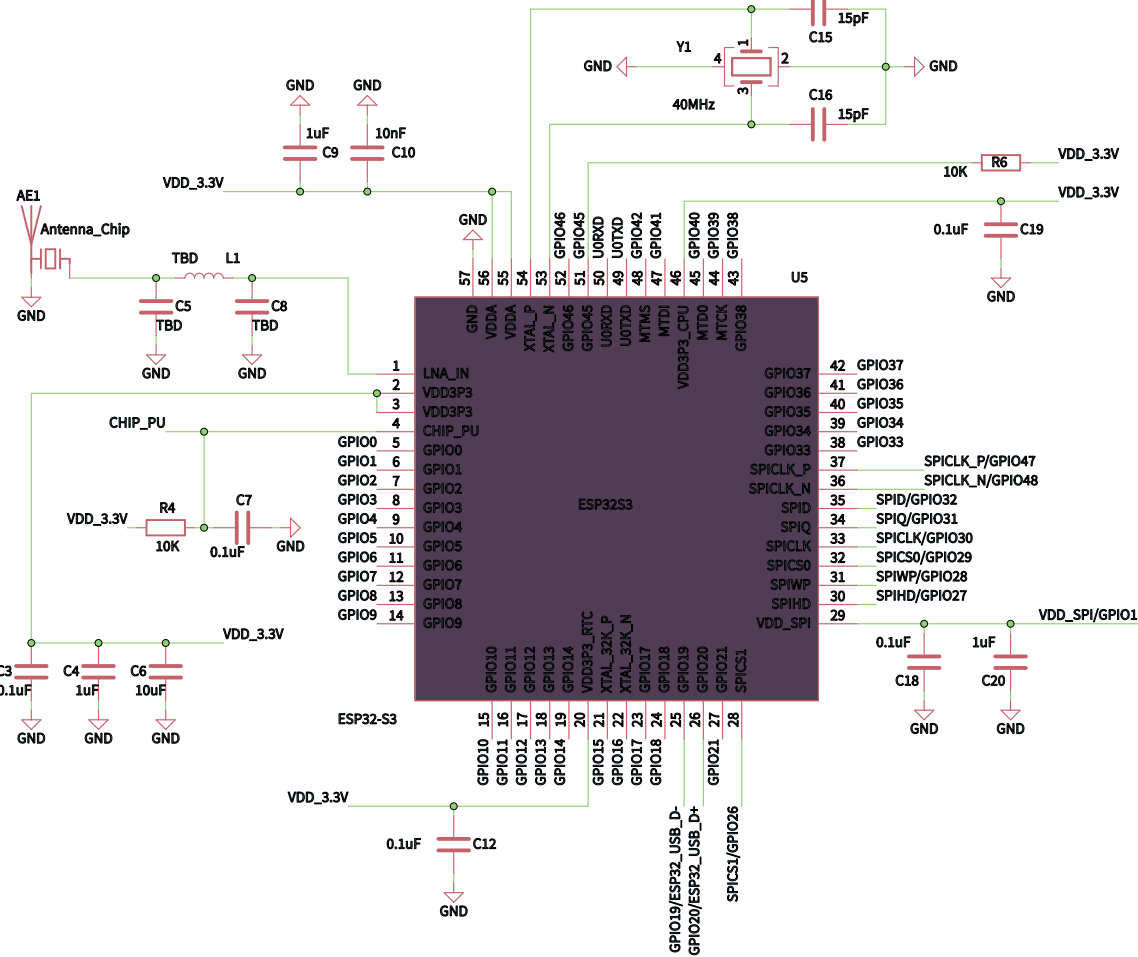 15pF
C15
Y1
1
4
2
GND
GND
3
C16
40MHz
15pF
GND
GND
1uF
C9
10nF
C10
VDD_3.3V
R6
10K
VDD_3.3V
VDD_3.3V
0.1uF
C19
GND
AE1
Antenna_Chip
GND
TBD
L1
C5
TBD
C8
TBD
GND
GND
GND
GPIO46
GPIO45
U0RXD
U0TXD
GPIO42
GPIO41
GPIO40
GPIO39
GPIO38
57
56
55
54
53
52
51
50
49
48
47
46
45
44
43
U5
GND
VDDA
VDDA
XTAL_P
XTAL_N
GPIO46
GPIO45
U0RXD
U0TXD
MTMS
MTDI
VDD3P3_CPU
MTDO
MTCK
GPIO38
1 LNA_IN
2 VDD3P3
3 VDD3P3
CHIP_PU 4 CHIP_PU
GPIO0 5 GPIO0
GPIO1 6 GPIO1
GPIO2 7 GPIO2
GPIO3 8 GPIO3
GPIO4 9 GPIO4
GPIO5 10 GPIO5
GPIO6 11 GPIO6
GPIO7 12 GPIO7
GPIO8 13 GPIO8
GPIO9 14 GPIO9
ESP32S3
GPIO37 42 GPIO37
GPIO36 41 GPIO36
GPIO35 40 GPIO35
GPIO34 39 GPIO34
GPIO33 38 GPIO33
SPICLK_P 37 SPICLK_P/GPIO47
SPICLK_N 36 SPICLK_N/GPIO48
SPID 35 SPID/GPIO32
SPIQ 34 SPIQ/GPIO31
SPICLK 33 SPICLK/GPIO30
SPICS0 32 SPICS0/GPIO29
SPIWP 31 SPIWP/GPIO28
SPIHD 30 SPIHD/GPIO27
VDD_SPI 29 VDD_SPI/GPIO1
R4
VDD_3.3V
10K
C7
0.1uF
GND
VDD_3.3V
C3
0.1uF
C4
1uF
C6
10uF
GND
GND
GND
0.1uF
C18
1uF
C20
GND
GND
GPIO10
GPIO11
GPIO12
GPIO13
GPIO14
VDD3P3_RTC
XTAL_32K_P
XTAL_32K_N
GPIO17
GPIO18
GPIO19
GPIO20
GPIO21
SPICS1
ESP32-S3
15
16
17
18
19
20
21
22
23
24
25
26
27
28
GPIO10
GPIO11
GPIO12
GPIO13
GPIO14
GPIO15
GPIO16
GPIO17
GPIO18
GPIO21
VDD_3.3V
0.1uF
C12
GND
GPIO19/ESP32_USB_D-
GPIO20/ESP32_USB_D+
SPICS1/GPIO26